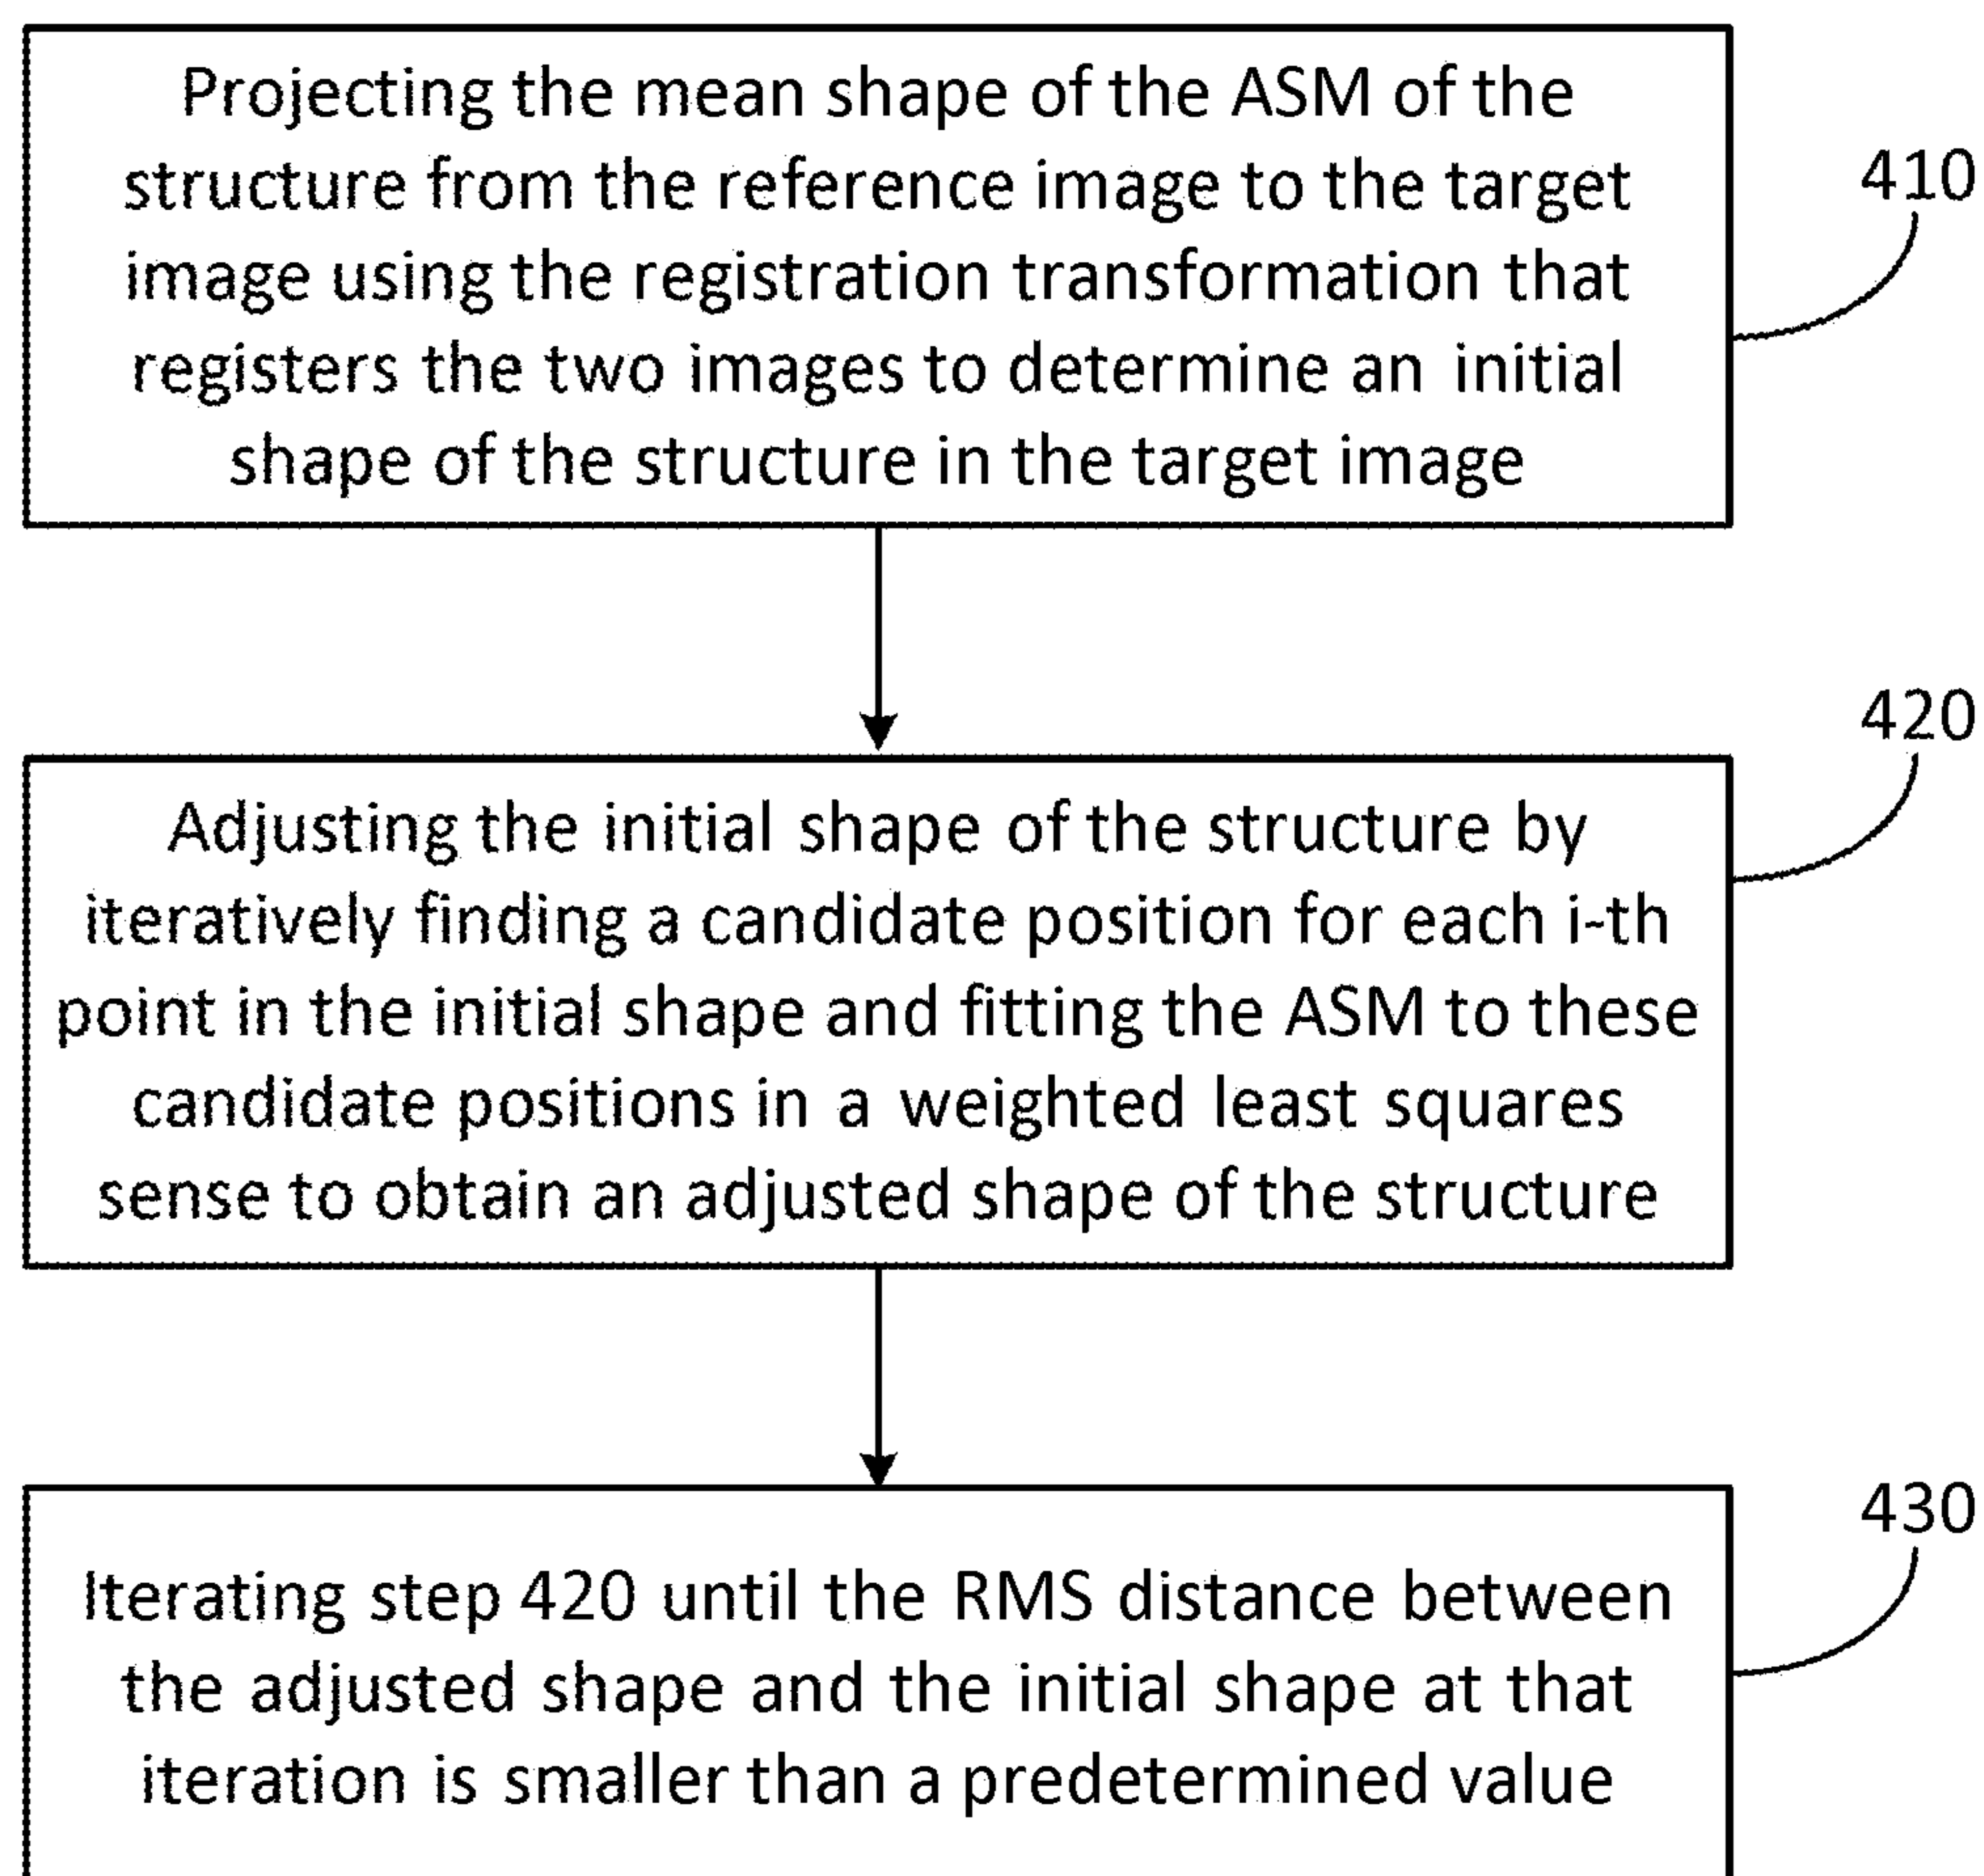 Projecting the mean shape of the ASM of the
structure from the reference image to the target
image using the registration transformation that
registers the two images to determine an initial
shape of the structure in the target image
410
Adjusting the initial shape of the structure by
iteratively finding a candidate position for each i-th
point in the initial shape and fitting the ASM to these
candidate positions in a weighted least squares
sense to obtain an adjusted shape of the structure
420
Iterating step 420 until the RMS distance between
the adjusted shape and the initial shape at that
iteration is smaller than a predetermined value
430